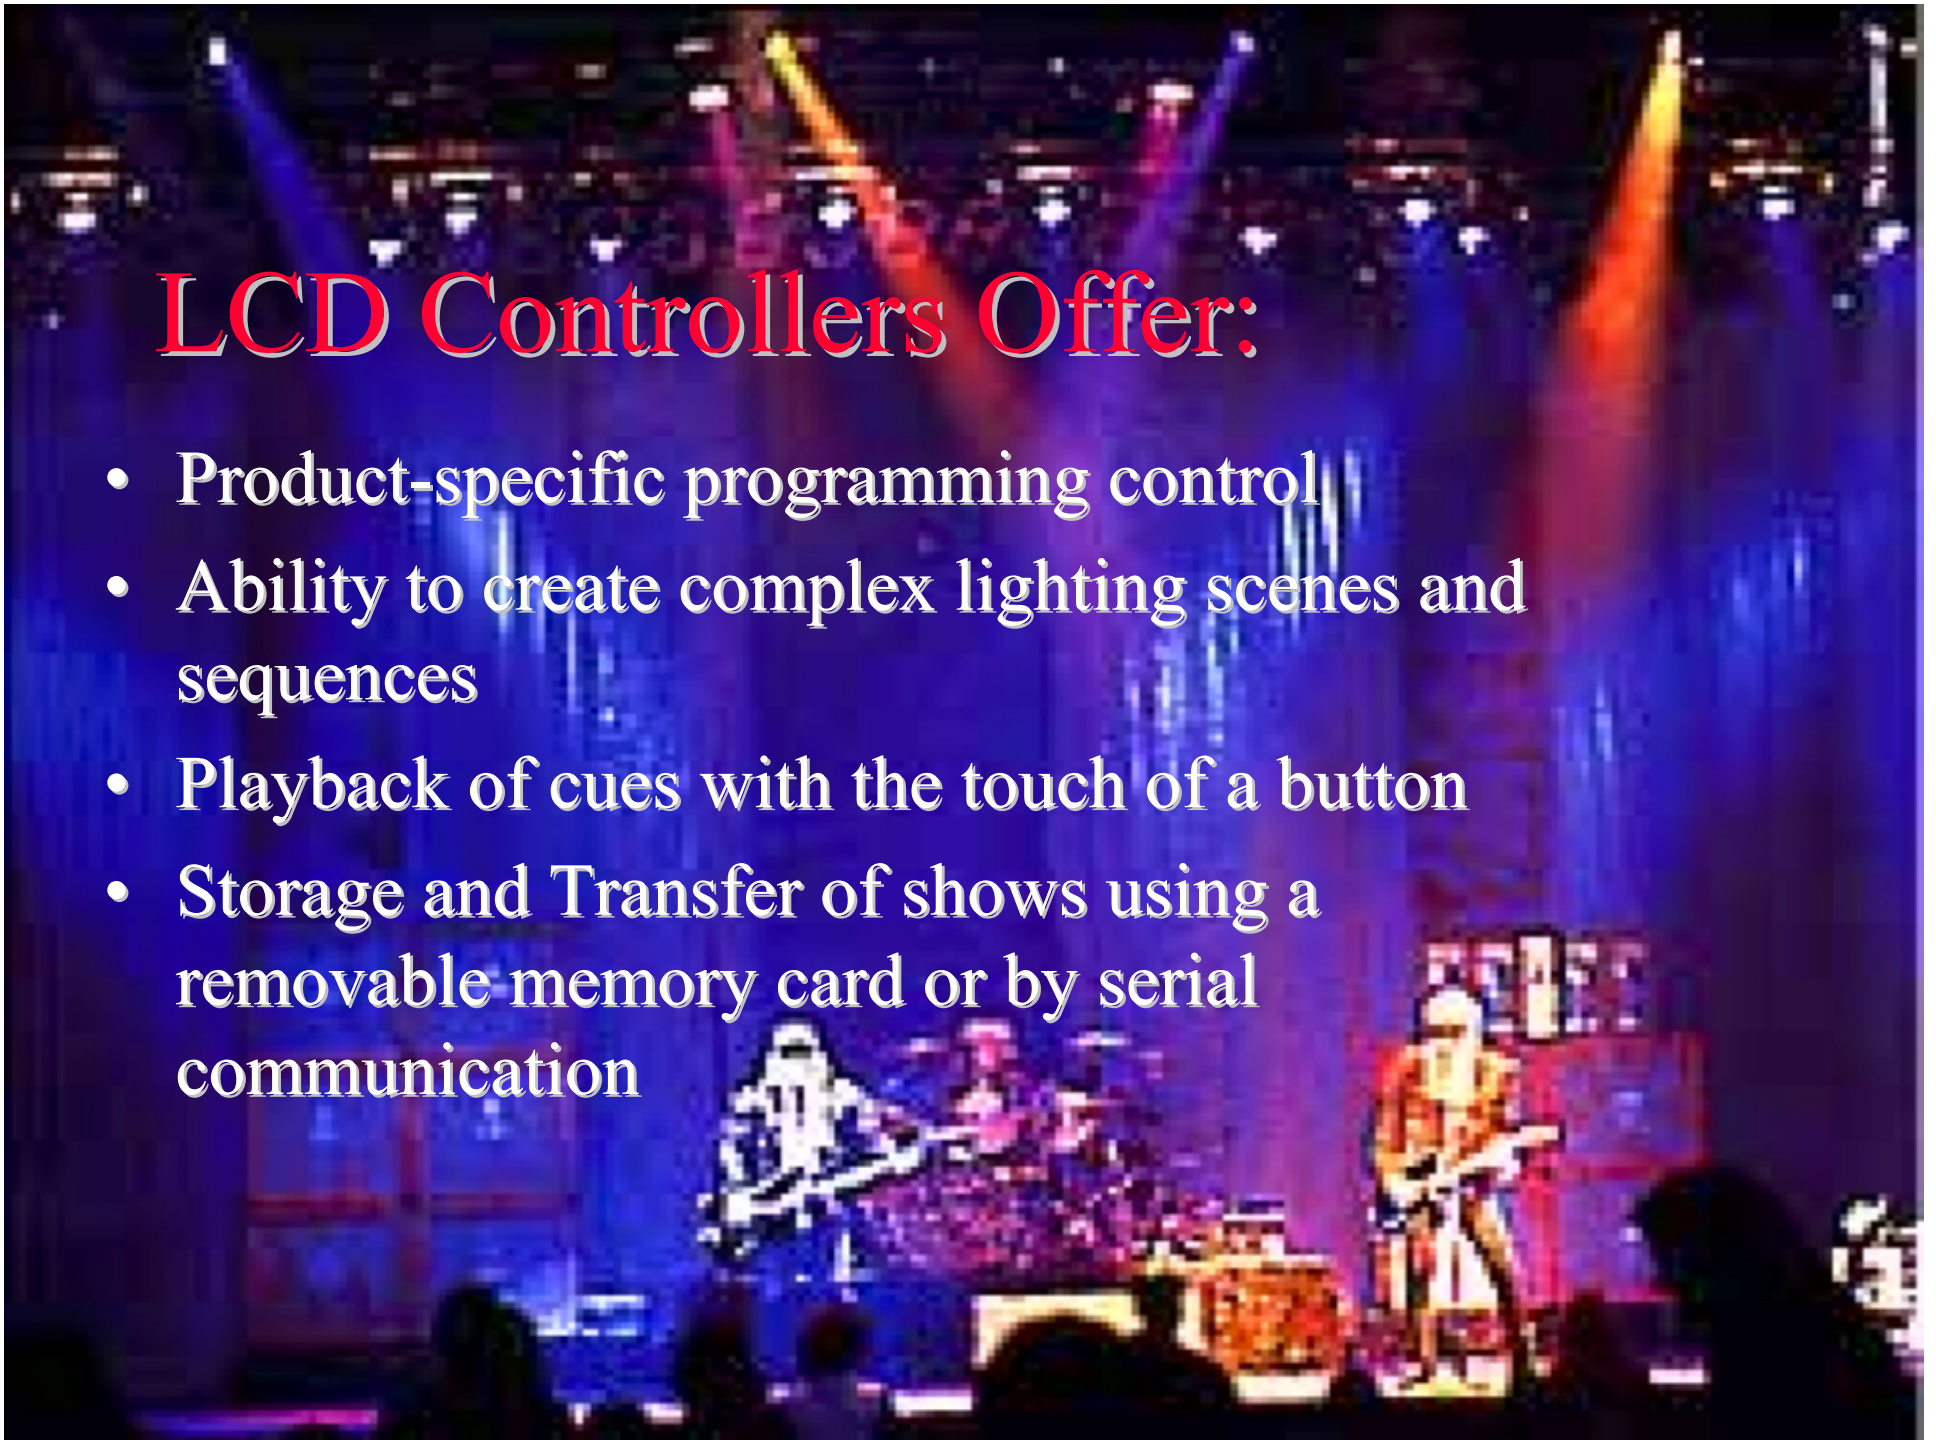 LCD Controllers Offer:
• Product-specific programming control
• Ability to create complex lighting scenes and
sequences
• Playback of cues with the touch of a button
• Storage and Transfer of shows using a
removable memory card or by serial
communication